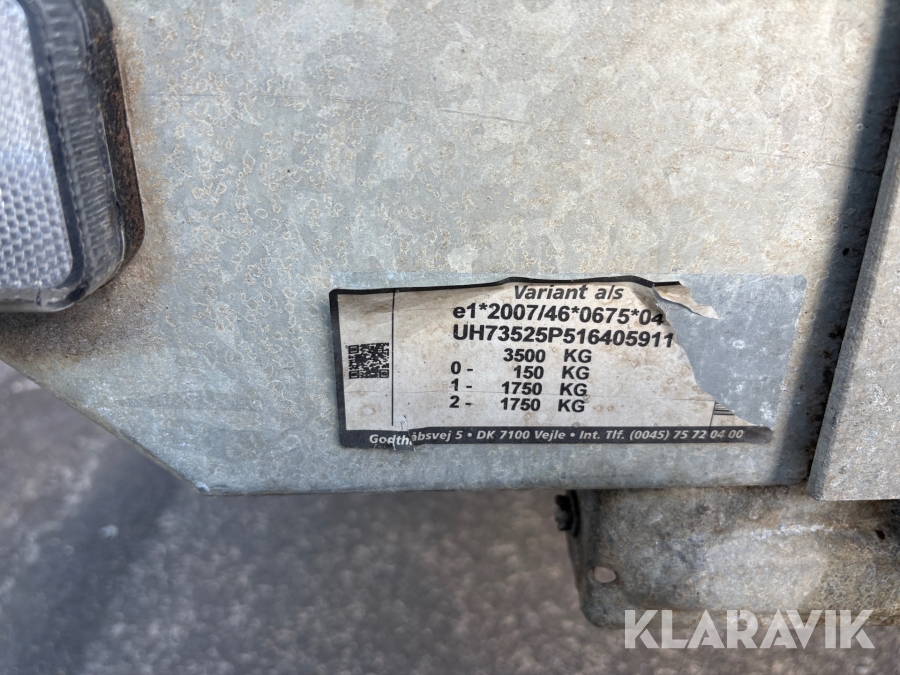 Variant a/s
e1*2007/46*0675*04
UH73525P516405911
3500 KG
0- 150 KG
1- 1750 KG
2- 1750 KG
Godthåbsvej 5 • DK 7100 Vejle • Int. Tlf. (0045) 75 72 04 00
KLARAVIK